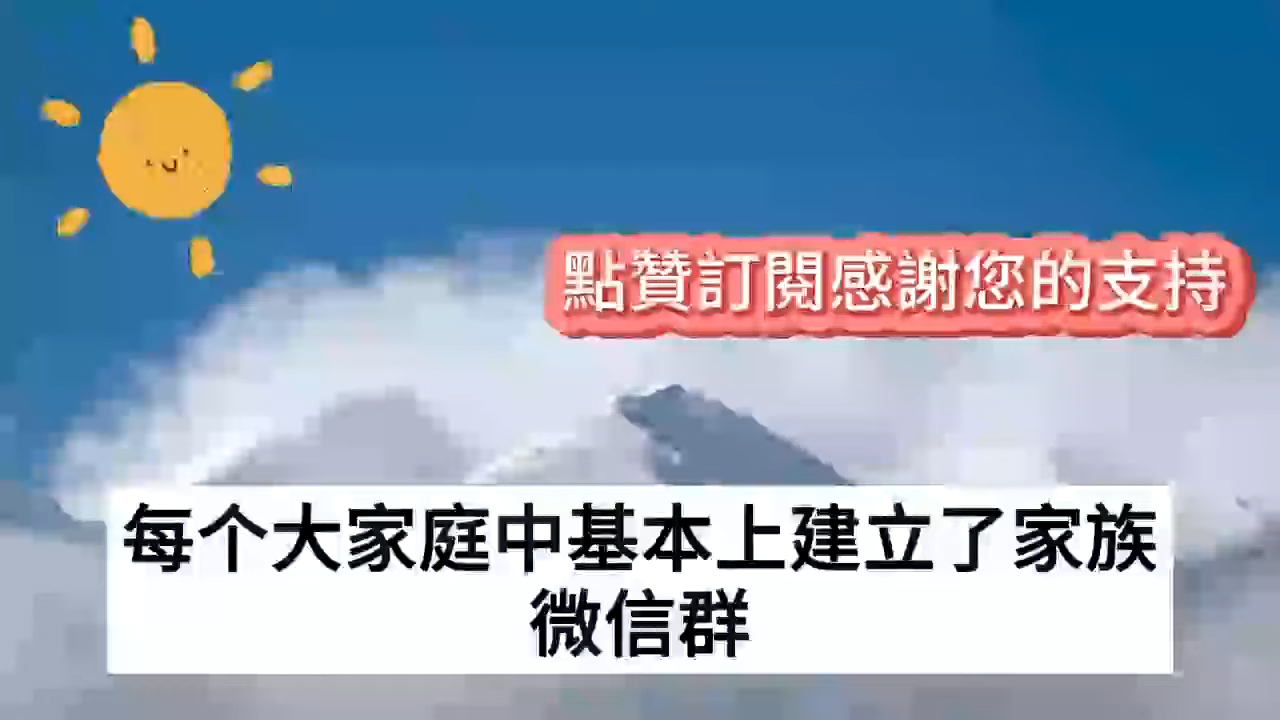 點贊訂閱感謝您的支持
每个大家庭中基本上建立了家族
微信群